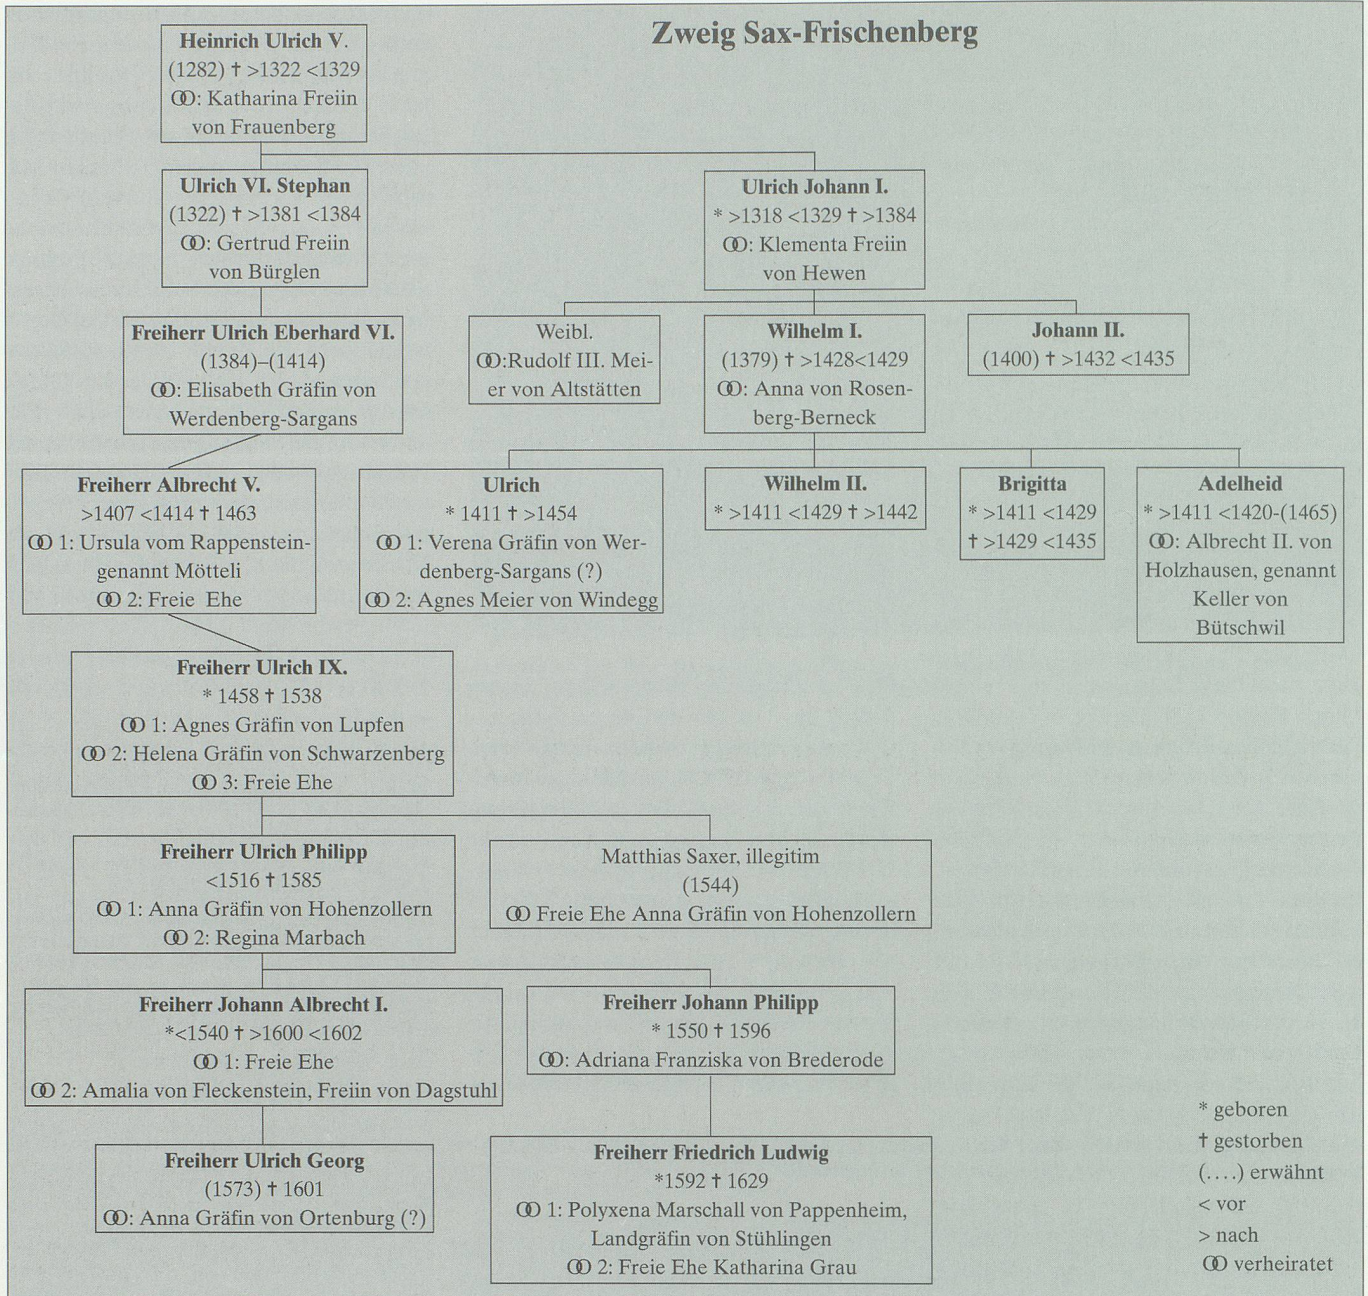 Zweig Sax-Frischenberg
Heinrich Ulrich V.
(1282) † >1322 <1329
ꝏ: Katharina Freiin
von Frauenberg
Ulrich VI. Stephan
(1322) † >1381 <1384
ꝏ: Gertrud Freiin
von Bürglen
Ulrich Johann I.
* >1318 <1329 † >1384
ꝏ: Klementa Freiin
von Hewen
Freiherr Ulrich Eberhard VI.
(1384)–(1414)
ꝏ: Elisabeth Gräfin von
Werdenberg-Sargans
Weibl.
ꝏ:Rudolf III. Mei-
er von Altstätten
Wilhelm I.
(1379) † >1428<1429
ꝏ: Anna von Rosen-
berg-Berneck
Johann II.
(1400) † >1432 <1435
Freiherr Albrecht V.
>1407 <1414 † 1463
ꝏ 1: Ursula vom Rappenstein-
genannt Mötteli
ꝏ 2: Freie Ehe
Ulrich
* 1411 † >1454
ꝏ 1: Verena Gräfin von Wer-
denberg-Sargans (?)
ꝏ 2: Agnes Meier von Windegg
Wilhelm II.
* >1411 <1429 † >1442
Brigitta
* >1411 <1429
† >1429 <1435
Adelheid
* >1411 <1420-(1465)
ꝏ: Albrecht II. von
Holzhausen, genannt
Keller von
Bütschwil
Freiherr Ulrich IX.
* 1458 † 1538
ꝏ 1: Agnes Gräfin von Lupfen
ꝏ 2: Helena Gräfin von Schwarzenberg
ꝏ 3: Freie Ehe
Freiherr Ulrich Philipp
<1516 † 1585
ꝏ 1: Anna Gräfin von Hohenzollern
ꝏ 2: Regina Marbach
Matthias Saxer, illegitim
(1544)
ꝏ Freie Ehe Anna Gräfin von Hohenzollern
Freiherr Johann Albrecht I.
*<1540 † >1600 <1602
ꝏ 1: Freie Ehe
ꝏ 2: Amalia von Fleckenstein, Freiin von Dagstuhl
Freiherr Johann Philipp
* 1550 † 1596
ꝏ: Adriana Franziska von Brederode
Freiherr Ulrich Georg
(1573) † 1601
ꝏ: Anna Gräfin von Ortenburg (?)
Freiherr Friedrich Ludwig
*1592 † 1629
ꝏ 1: Polyxena Marschall von Pappenheim,
Landgräfin von Stühlingen
ꝏ 2: Freie Ehe Katharina Grau
* geboren
† gestorben
(....) erwähnt
< vor
> nach
ꝏ verheiratet